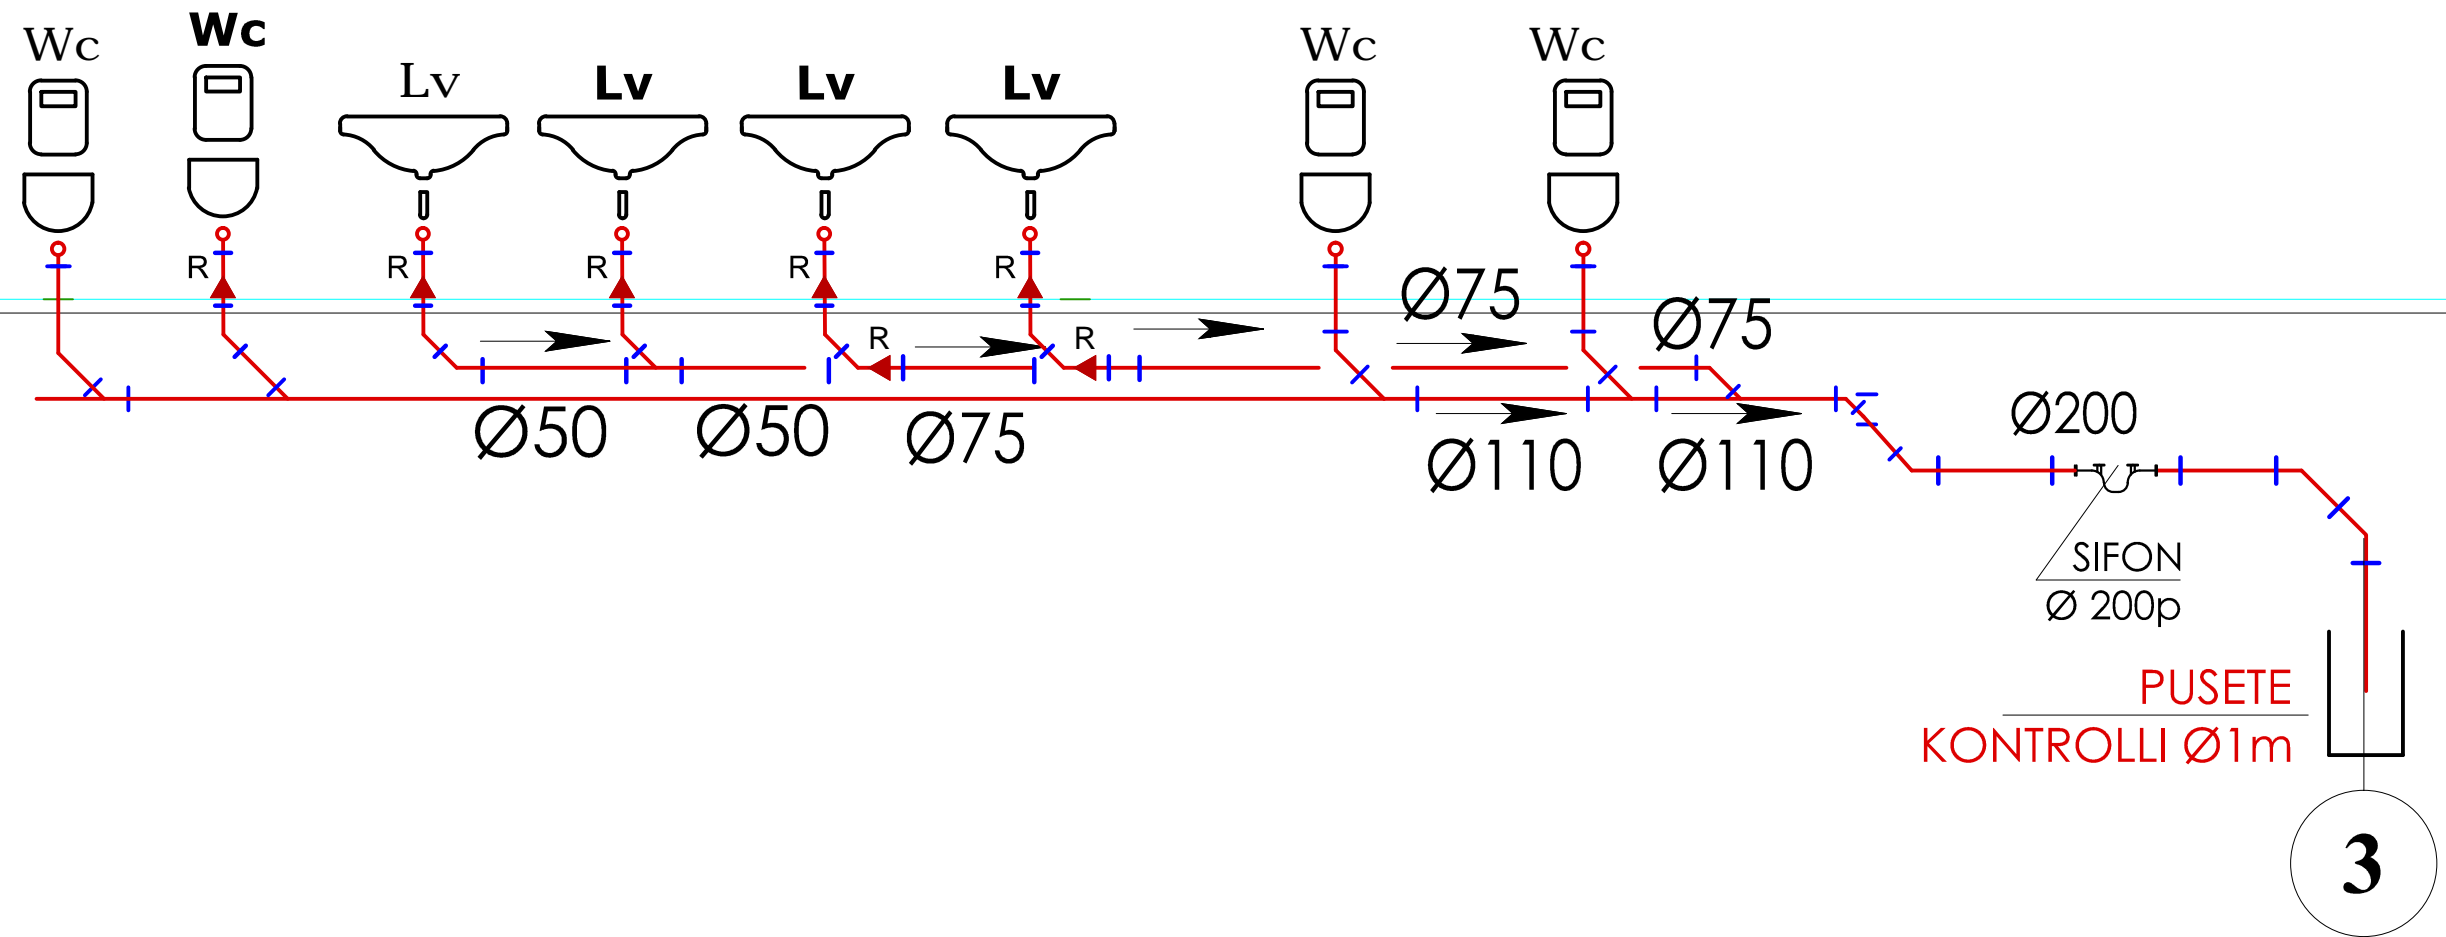 Wc
Wc
Lv
Lv
Lv
Lv
Wc
Wc
R
R
R
R
R
R
R
Ø75
Ø75
Ø50
Ø50
Ø75
Ø110
Ø110
Ø200
SIFON
Ø 200p
PUSETE
KONTROLLI Ø1m
3